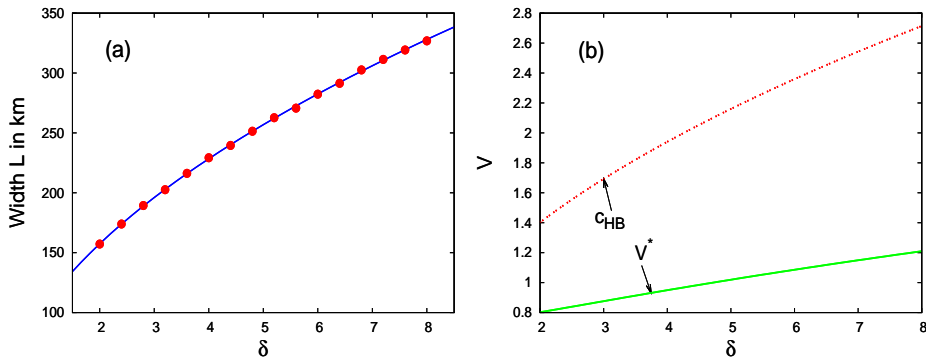 (a)
Width L in km
350
300
250
200
150
100
2 3 4 5 6 7 8
δ
(b)
V
2.8
2.6
2.4
2.2
2
1.8
1.6
1.4
1.2
1
0.8
c_HB
V*
2 3 4 5 6 7 8
δ